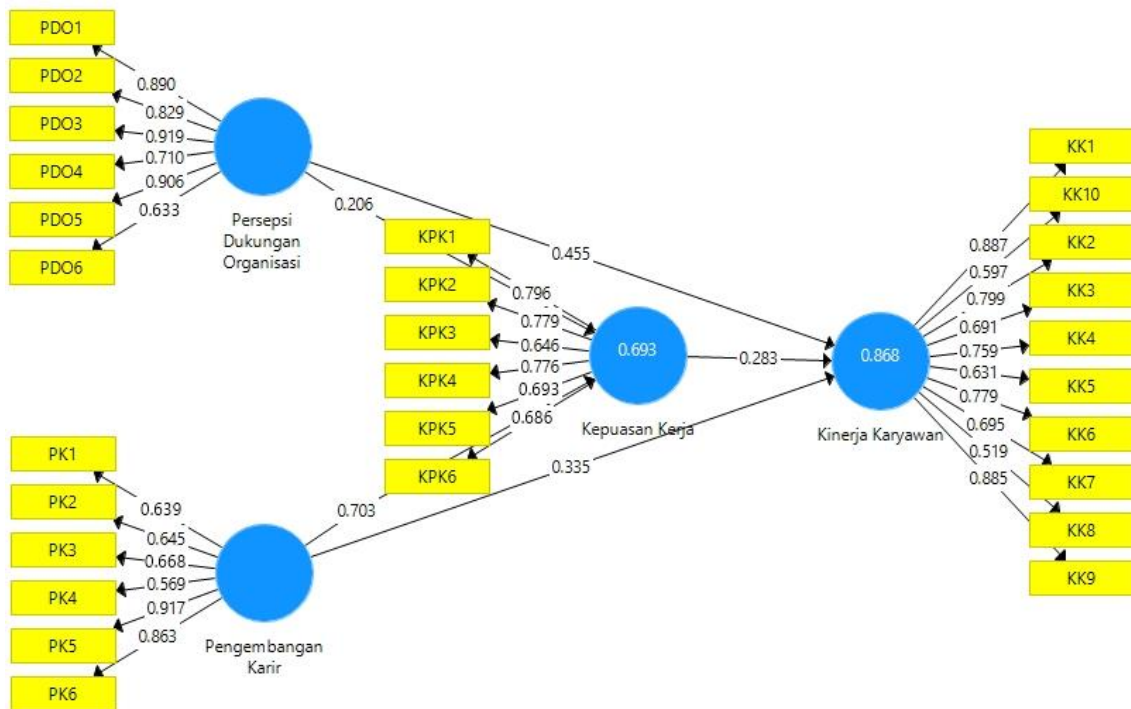 PDO1
PDO2
PDO3
PDO4
PDO5
PDO6
0.890
0.829
0.919
0.710
0.906
0.633
Persepsi
Dukungan
Organisasi
0.206
0.455
KPK1
KPK2
KPK3
KPK4
KPK5
KPK6
0.796
0.779
0.646
0.776
0.693
0.686
0.693
Kepuasan Kerja
0.283
0.868
Kinerja Karyawan
0.335
0.703
PK1
PK2
PK3
PK4
PK5
PK6
0.639
0.645
0.668
0.569
0.917
0.863
Pengembangan
Karir
0.887
0.597
0.799
0.691
0.759
0.631
0.779
0.695
0.519
0.885
KK1
KK10
KK2
KK3
KK4
KK5
KK6
KK7
KK8
KK9